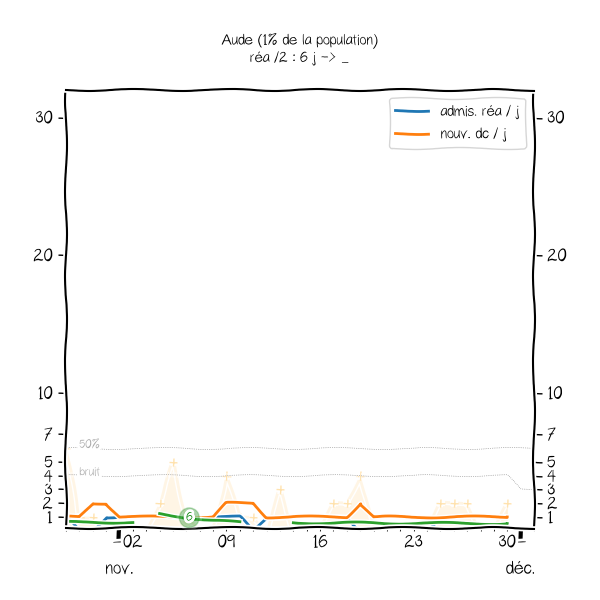 Aude (1% de la population)
réa /2 : 6 j -> _
admis. réa / j
nouv. dc / j
30 30
20 20
10 10
7 7
50%
5 5
4 4
bruit
3 3
2 2
1 1
6
02 09 16 23 30
nov. déc.